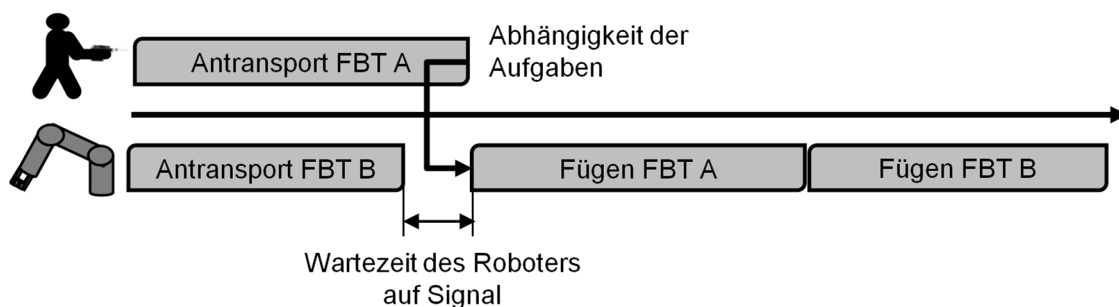 Antransport FBT A
Abhängigkeit der
Aufgaben
Antransport FBT B
Fügen FBT A
Fügen FBT B
Wartezeit des Roboters
auf Signal